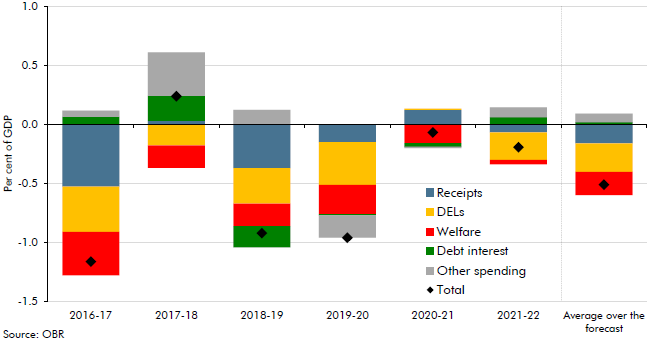 Per cent of GDP
1.0
0.5
0.0
-0.5
-1.0
-1.5
Receipts
DELs
Welfare
Debt interest
Other spending
Total
2016-17
2017-18
2018-19
2019-20
2020-21
2021-22
Average over the
forecast
Source: OBR